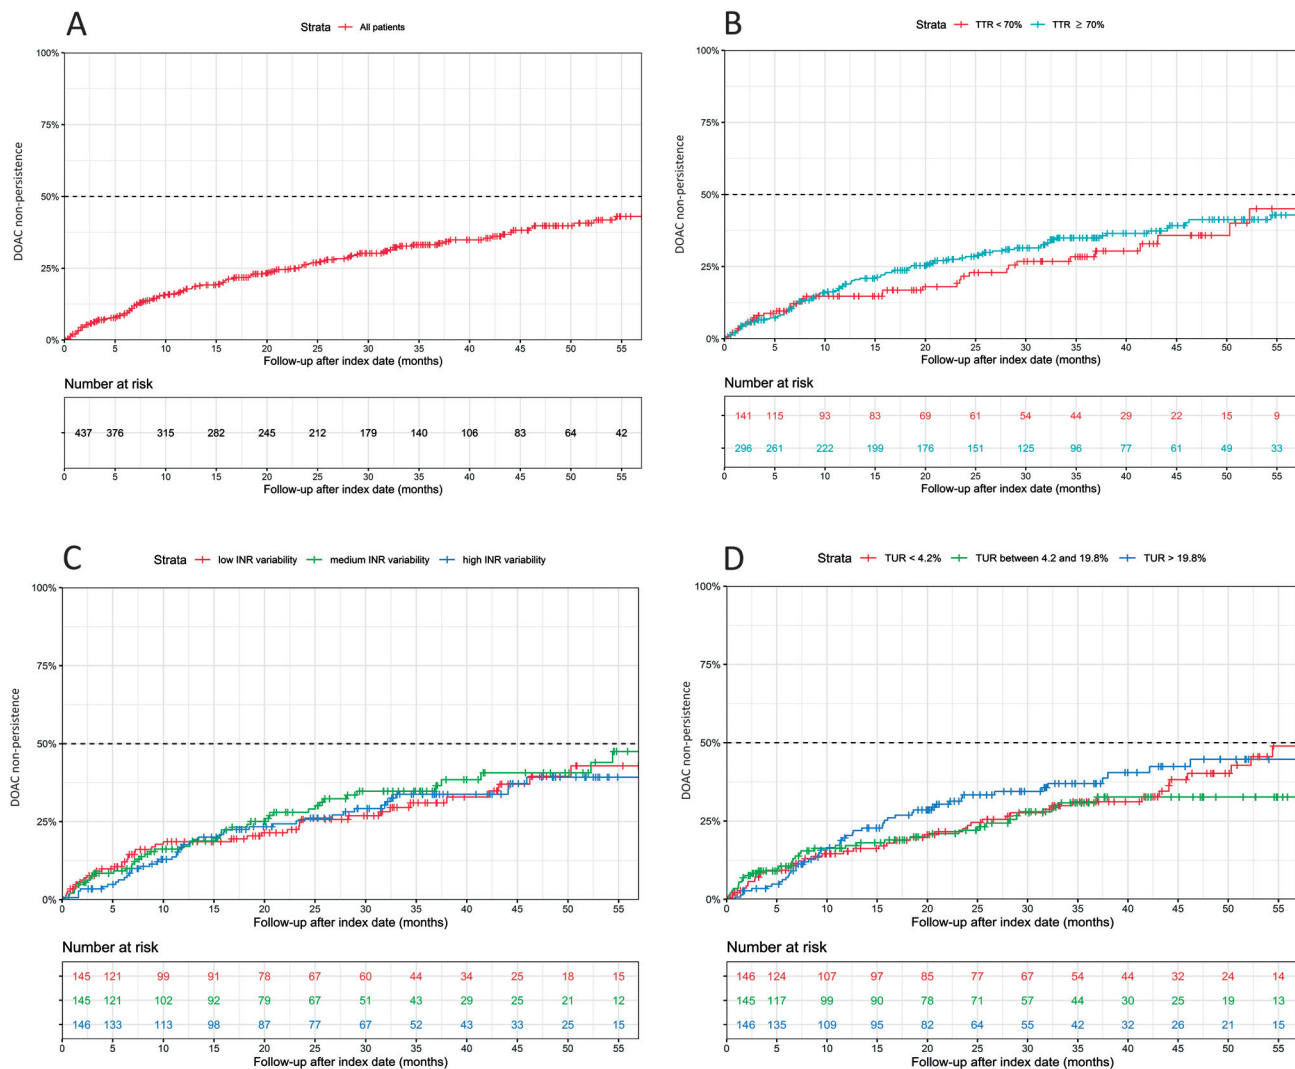 A
Strata All patients
100%
75%
50%
25%
0%
DOAC non-persistence
0 5 10 15 20 25 30 35 40 45 50 55
Follow-up after index date (months)
Number at risk
437 376 315 282 245 212 179 140 106 83 64 42
0 5 10 15 20 25 30 35 40 45 50 55
Follow-up after index date (months)
B
Strata TTR < 70% TTR ≥ 70%
100%
75%
50%
25%
0%
DOAC non-persistence
0 5 10 15 20 25 30 35 40 45 50 55
Follow-up after index date (months)
Number at risk
141 115 93 83 69 61 54 44 29 22 15 9
296 261 222 199 176 151 125 96 77 61 49 33
0 5 10 15 20 25 30 35 40 45 50 55
Follow-up after index date (months)
C
Strata low INR variability medium INR variability high INR variability
100%
75%
50%
25%
0%
DOAC non-persistence
0 5 10 15 20 25 30 35 40 45 50 55
Follow-up after index date (months)
Number at risk
145 121 99 91 78 67 60 44 34 25 18 15
145 121 102 92 79 67 51 43 29 25 21 12
146 133 113 98 87 77 67 52 43 33 25 15
0 5 10 15 20 25 30 35 40 45 50 55
Follow-up after index date (months)
D
Strata TUR < 4.2% TUR between 4.2 and 19.8% TUR > 19.8%
100%
75%
50%
25%
0%
DOAC non-persistence
0 5 10 15 20 25 30 35 40 45 50 55
Follow-up after index date (months)
Number at risk
146 124 107 97 85 77 67 54 44 32 24 14
145 117 99 90 78 71 57 44 30 25 19 13
146 135 109 95 82 64 55 42 32 26 21 15
0 5 10 15 20 25 30 35 40 45 50 55
Follow-up after index date (months)